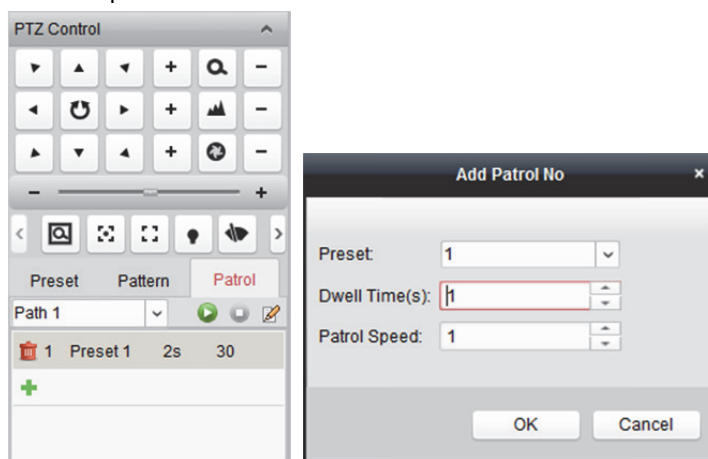 PTZ Control
Preset Pattern Patrol
Path 1
1 Preset 1 2s 30
Add Patrol No
Preset: 1
Dwell Time(s): 1
Patrol Speed: 1
OK Cancel